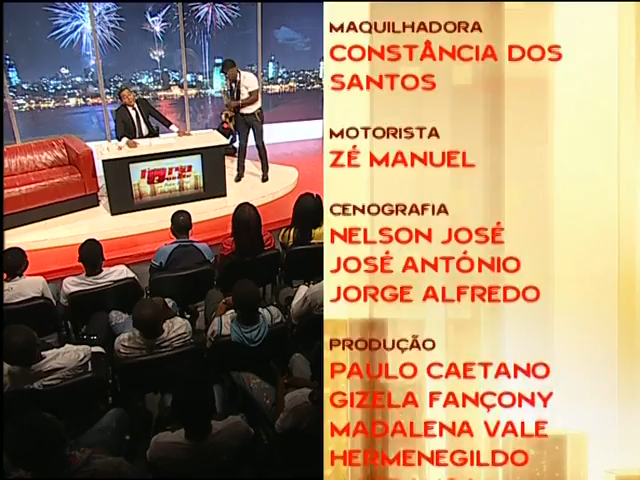 MAQUILHADORA
CONSTÂNCIA DOS
SANTOS
MOTORISTA
ZÉ MANUEL
CENOGRAFIA
NELSON JOSÉ
JOSÉ ANTÓNIO
JORGE ALFREDO
PRODUÇÃO
PAULO CAETANO
GIZELA FANÇONY
MADALENA VALE
HERMENEGILDO